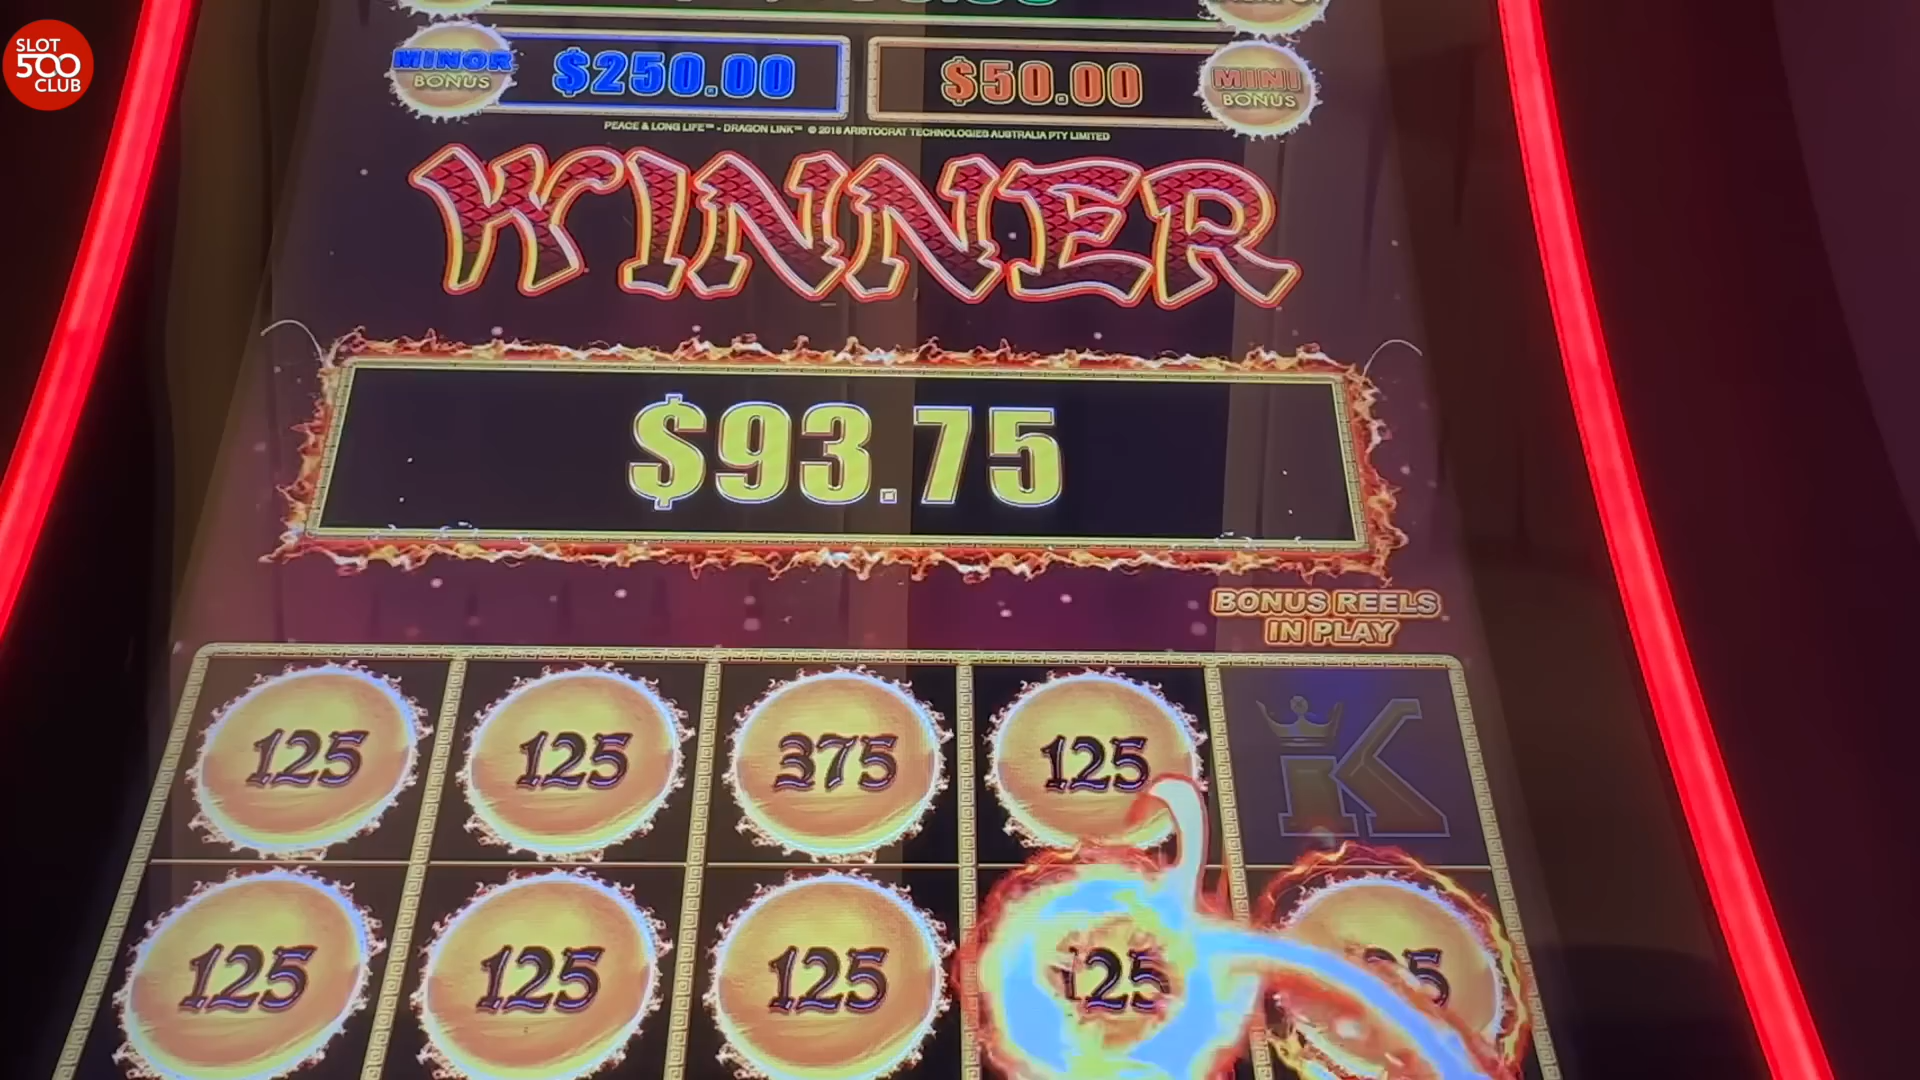 SLOT
500
CLUB
MINOR
BONUS
$250.00
$50.00
MINI
BONUS
PEACE & LONG LIFE™ - DRAGON LINK™ © 2018 ARISTOCRAT TECHNOLOGIES AUSTRALIA PTY LIMITED
WINNER
$93.75
BONUS REELS
IN PLAY
125 125 375 125 K
125 125 125 125